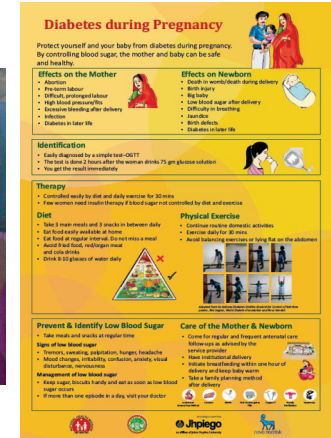 Diabetes during Pregnancy
Protect yourself and your baby from diabetes during pregnancy.
By controlling blood sugar, the mother and baby can be safe
and healthy.
Effects on the Mother
• Abortion
• Pre-term labour
• Difficult, prolonged labour
• High blood pressure/fits
• Excessive bleeding after delivery
• Infection
• Diabetes in later life
Effects on Newborn
• Death in womb/death during delivery
• Birth injury
• Big baby
• Low blood sugar after delivery
• Difficulty in breathing
• Jaundice
• Birth defects
• Diabetes in later life
Identification
• Easily diagnosed by a simple test–OGTT
• The test is done 2 hours after the woman drinks 75 gm glucose solution
• You get the result immediately
Therapy
• Controlled easily by diet and daily exercise for 30 mins
• Few women need insulin therapy if blood sugar not controlled by diet and exercise
Diet
• Take 3 main meals and 3 snacks in between daily
• Eat food easily available at home
• Eat food at regular interval. Do not miss a meal
• Avoid fried food, red/organ meat
and cola drinks
• Drink 8-10 glasses of water daily
Physical Exercise
• Continue routine domestic activities
• Exercise daily for 30 mins
• Avoid balancing exercises or lying flat on the abdomen
Prevent & Identify Low Blood Sugar
• Take meals and snacks at regular time
Signs of low blood sugar
• Tremors, sweating, palpitation, hunger, headache
• Mood changes, irritability, confusion, anxiety, visual
disturbance, nervousness
Management of low blood sugar
• Keep sugar, biscuits handy and eat as soon as low blood
sugar occurs
• If more than one episode in a day, visit your doctor
Care of the Mother & Newborn
• Come for regular and frequent antenatal care
follow-up as advised by the
service provider
• Have institutional delivery
• Initiate breastfeeding within one hour of
delivery and keep baby warm
• Take a family planning method
after delivery
Jhpiego
novo nordisk